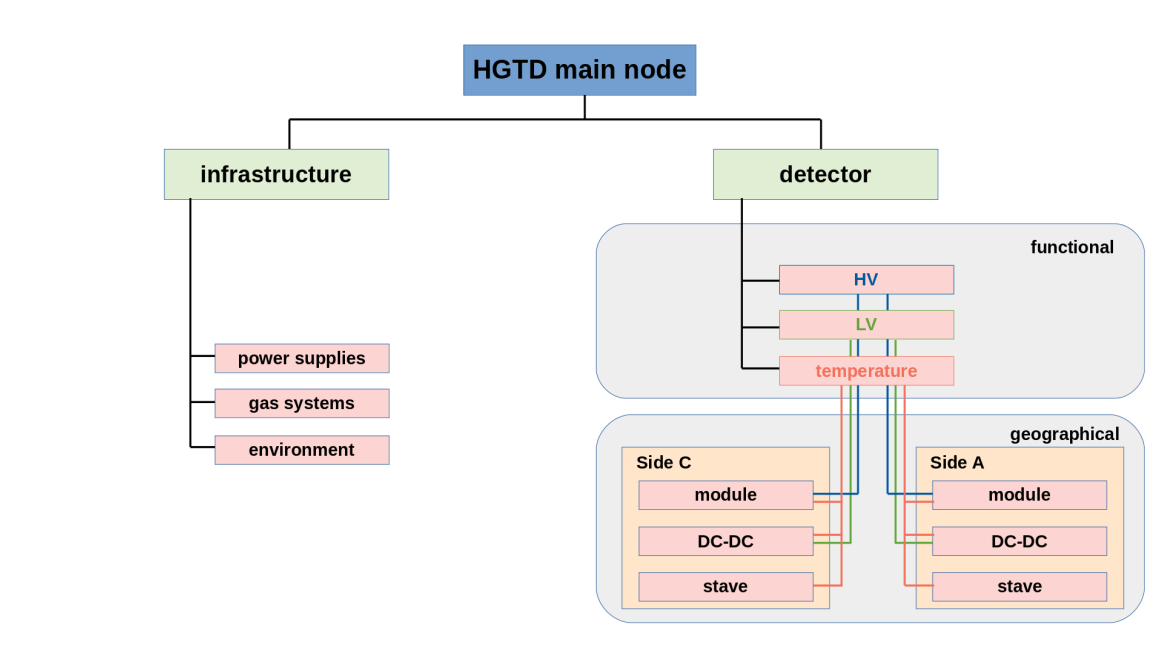 HGTD main node
infrastructure
detector
functional
HV
LV
temperature
power supplies
gas systems
environment
geographical
Side C
module
DC-DC
stave
Side A
module
DC-DC
stave